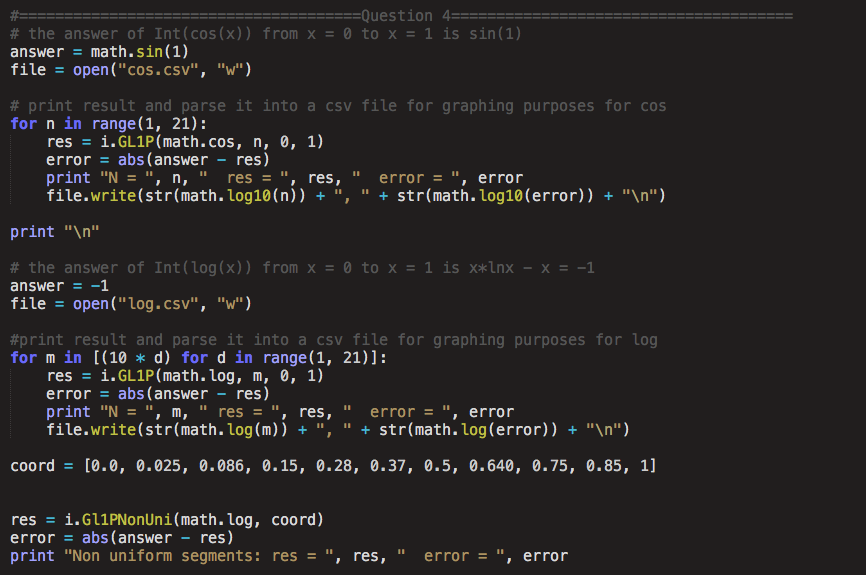 #======================================Question 4======================================
# the answer of Int(cos(x)) from x = 0 to x = 1 is sin(1)
answer = math.sin(1)
file = open("cos.csv", "w")
# print result and parse it into a csv file for graphing purposes for cos
for n in range(1, 21):
    res = i.GL1P(math.cos, n, 0, 1)
    error = abs(answer - res)
    print "N = ", n, "  res = ", res, "  error = ", error
    file.write(str(math.log10(n)) + ", " + str(math.log10(error)) + "\n")
print "\n"
# the answer of Int(log(x)) from x = 0 to x = 1 is x*lnx - x = -1
answer = -1
file = open("log.csv", "w")
#print result and parse it into a csv file for graphing purposes for log
for m in [(10 * d) for d in range(1, 21)]:
    res = i.GL1P(math.log, m, 0, 1)
    error = abs(answer - res)
    print "N = ", m, " res = ", res, "  error = ", error
    file.write(str(math.log(m)) + ", " + str(math.log(error)) + "\n")
coord = [0.0, 0.025, 0.086, 0.15, 0.28, 0.37, 0.5, 0.640, 0.75, 0.85, 1]
res = i.Gl1PNonUni(math.log, coord)
error = abs(answer - res)
print "Non uniform segments: res = ", res, "  error = ", error